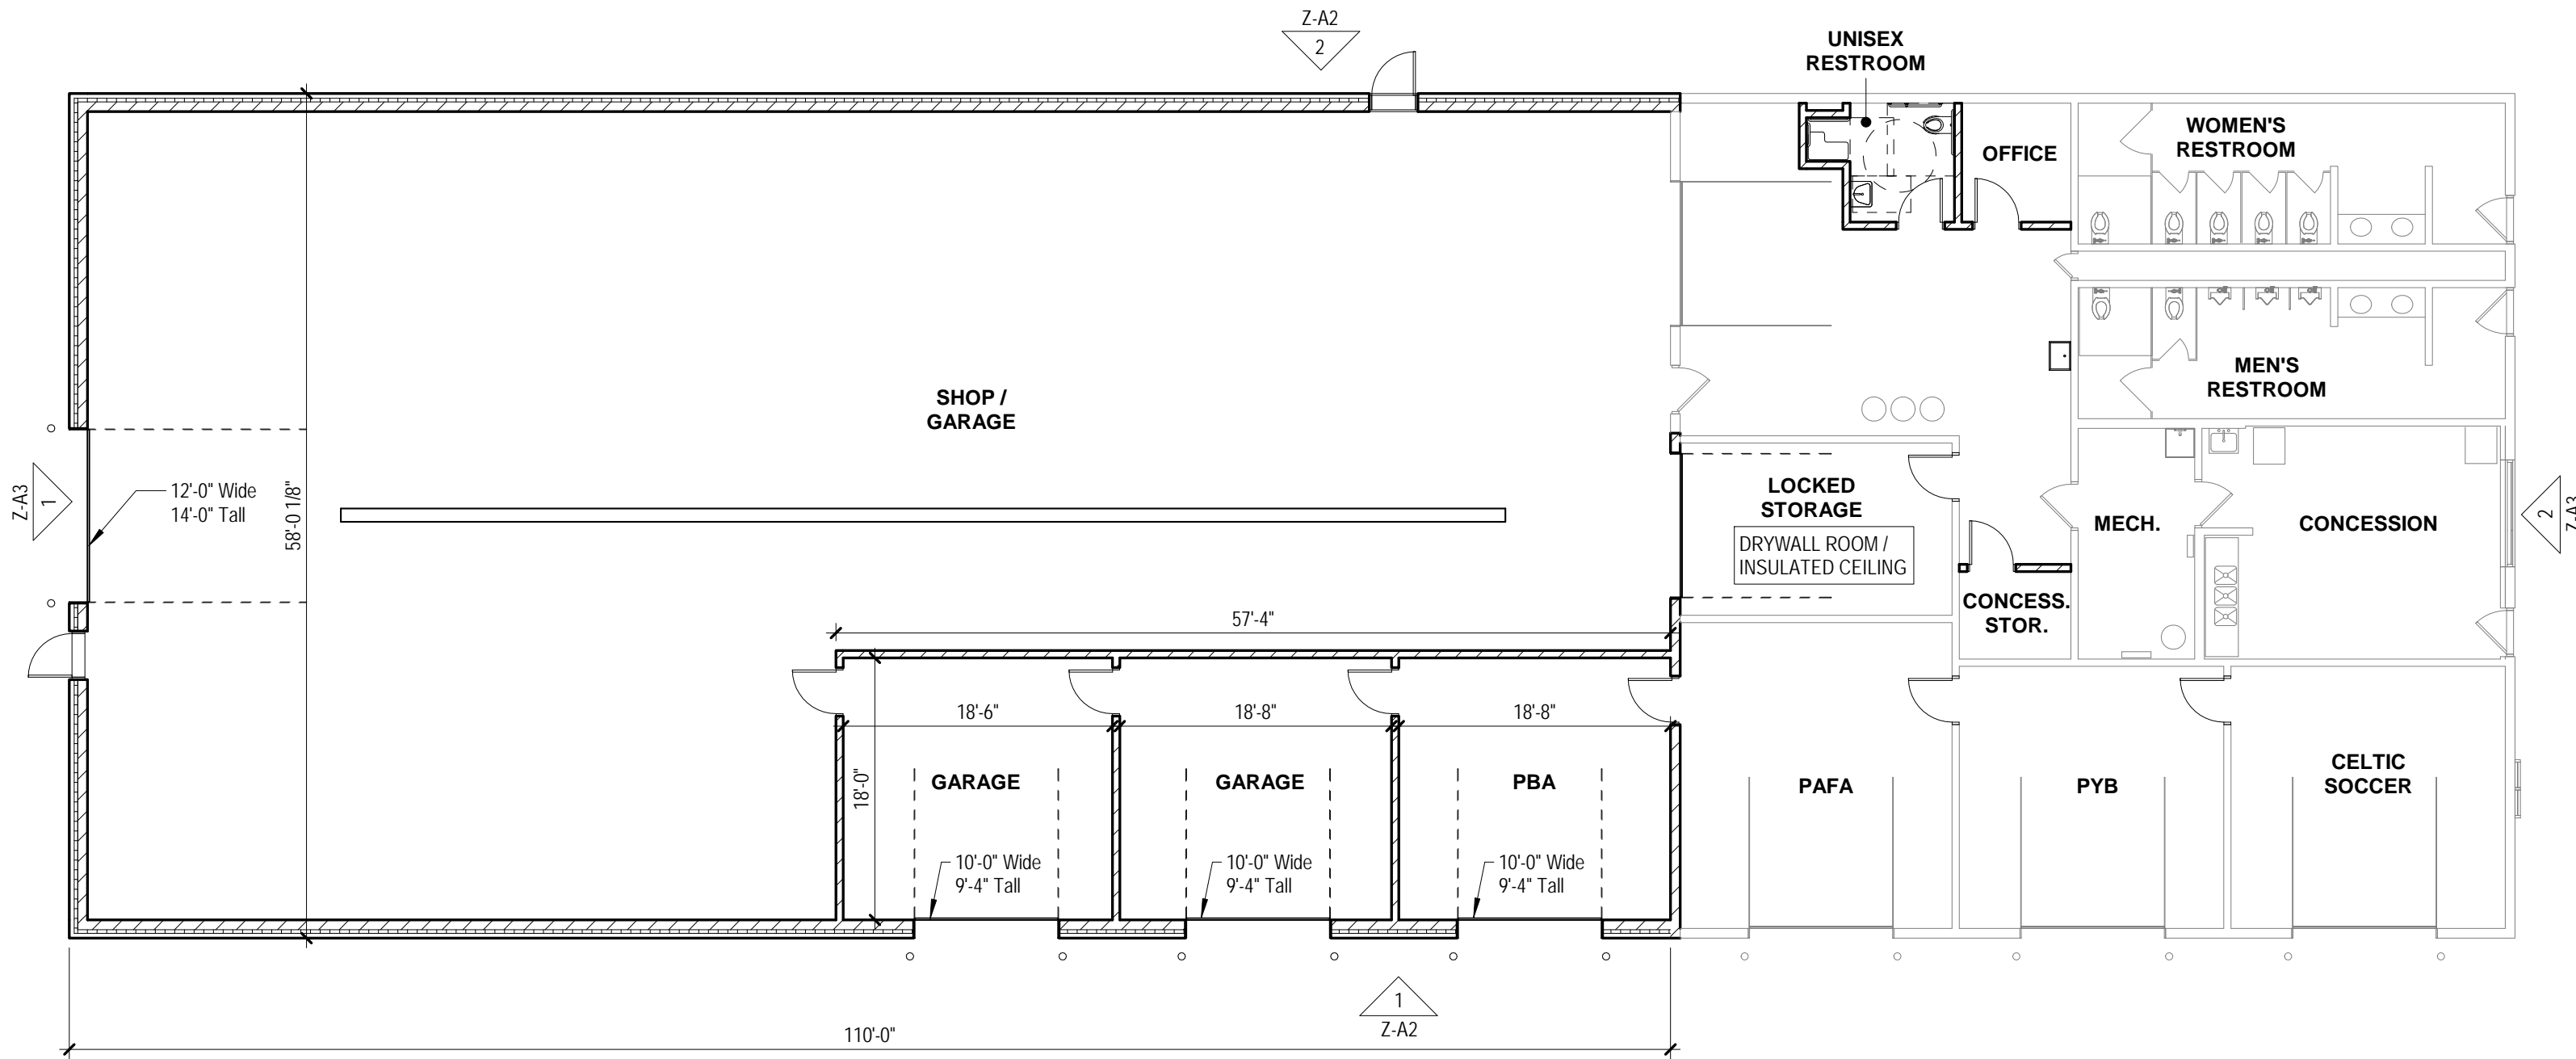 Z-A2
2
UNISEX
RESTROOM
OFFICE
WOMEN'S
RESTROOM
SHOP /
GARAGE
MEN'S
RESTROOM
Z-A3
1
12'-0" Wide
14'-0" Tall
58'-0 1/8"
LOCKED
STORAGE
DRYWALL ROOM /
INSULATED CEILING
MECH.
CONCESSION
2
Z-A3
CONCESS.
STOR.
57'-4"
18'-6"
18'-8"
18'-8"
18'-0"
GARAGE
GARAGE
PBA
PAFA
PYB
CELTIC
SOCCER
10'-0" Wide
9'-4" Tall
10'-0" Wide
9'-4" Tall
10'-0" Wide
9'-4" Tall
1
Z-A2
110'-0"